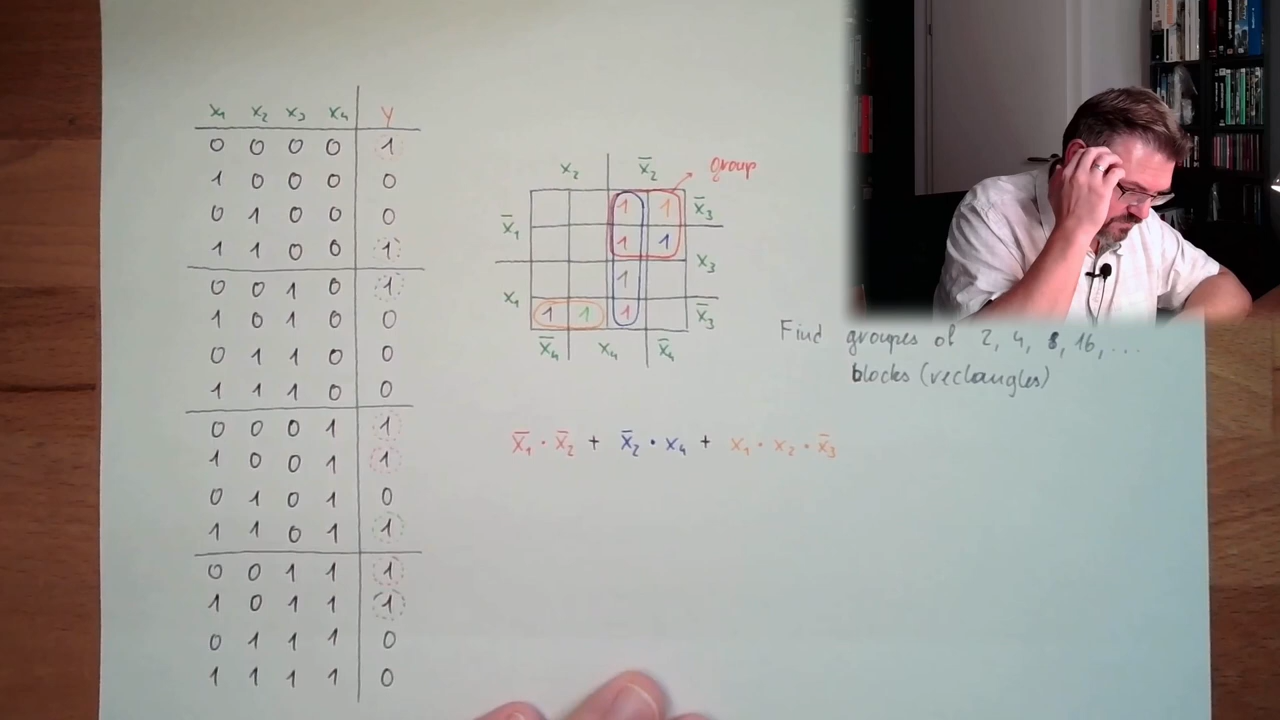 x₁ x₂ x₃ x₄ y
0 0 0 0 1
1 0 0 0 0
0 1 0 0 0
1 1 0 0 1
0 0 1 0 1
1 0 1 0 0
0 1 1 0 0
1 1 1 0 0
0 0 0 1 1
1 0 0 1 1
0 1 0 1 0
1 1 0 1 1
0 0 1 1 1
1 0 1 1 1
0 1 1 1 0
1 1 1 1 0
x₂ x̄₂ group
x̄₁ 1 1 x̄₃
1 1
x₃
x₁ 1
1 1 1 x̄₃
x̄₄ x₄ x̄₄
Find groupes of 2, 4, 8, 16, ...
blocks (rectangles)
x̄₁ · x̄₂ + x̄₂ · x₄ + x₁ · x₂ · x̄₃